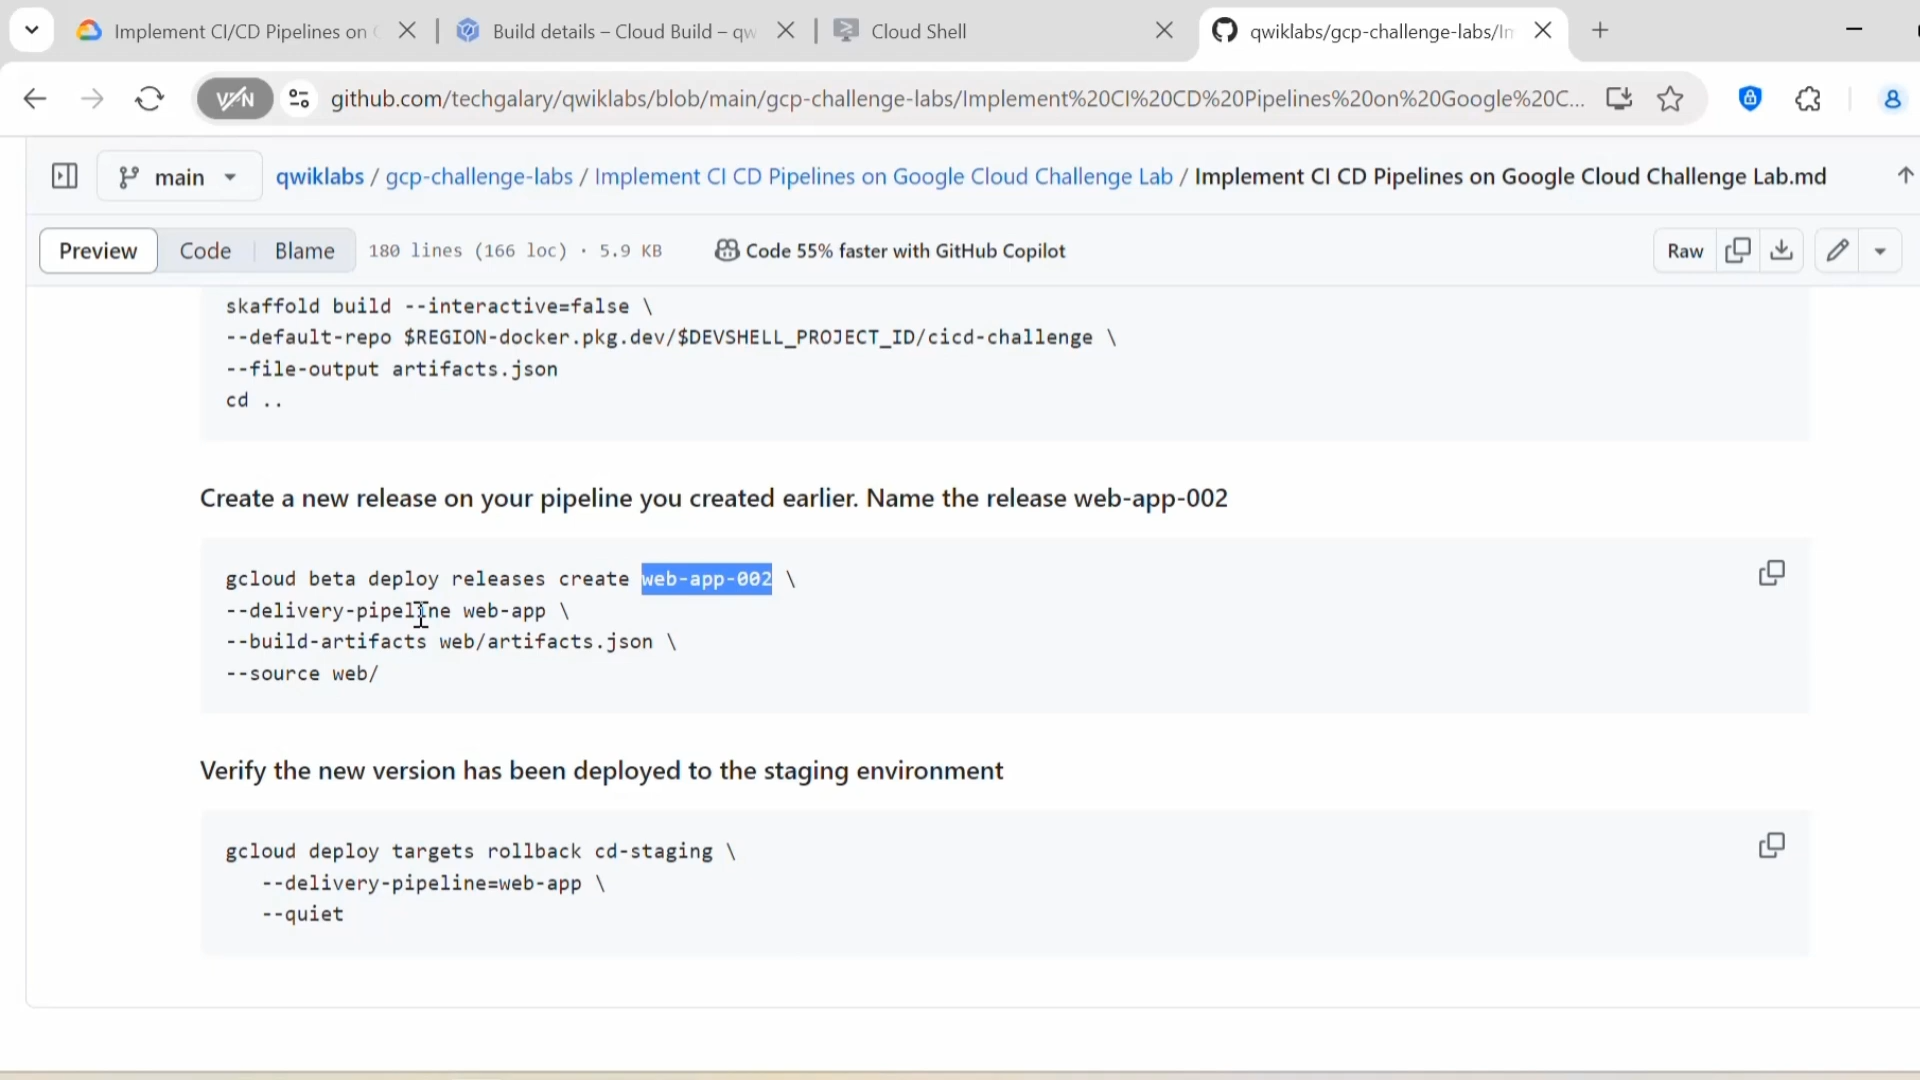 Implement CI/CD Pipelines on
Build details – Cloud Build – qw
Cloud Shell
qwiklabs/gcp-challenge-labs/Im
VPN
github.com/techgalary/qwiklabs/blob/main/gcp-challenge-labs/Implement%20CI%20CD%20Pipelines%20on%20Google%20C...
main
qwiklabs / gcp-challenge-labs / Implement CI CD Pipelines on Google Cloud Challenge Lab / Implement CI CD Pipelines on Google Cloud Challenge Lab.md
Preview
Code
Blame
180 lines (166 loc) · 5.9 KB
Code 55% faster with GitHub Copilot
Raw
skaffold build --interactive=false \
--default-repo $REGION-docker.pkg.dev/$DEVSHELL_PROJECT_ID/cicd-challenge \
--file-output artifacts.json
cd ..
Create a new release on your pipeline you created earlier. Name the release web-app-002
gcloud beta deploy releases create web-app-002 \
--delivery-pipeline web-app \
--build-artifacts web/artifacts.json \
--source web/
Verify the new version has been deployed to the staging environment
gcloud deploy targets rollback cd-staging \
--delivery-pipeline=web-app \
--quiet